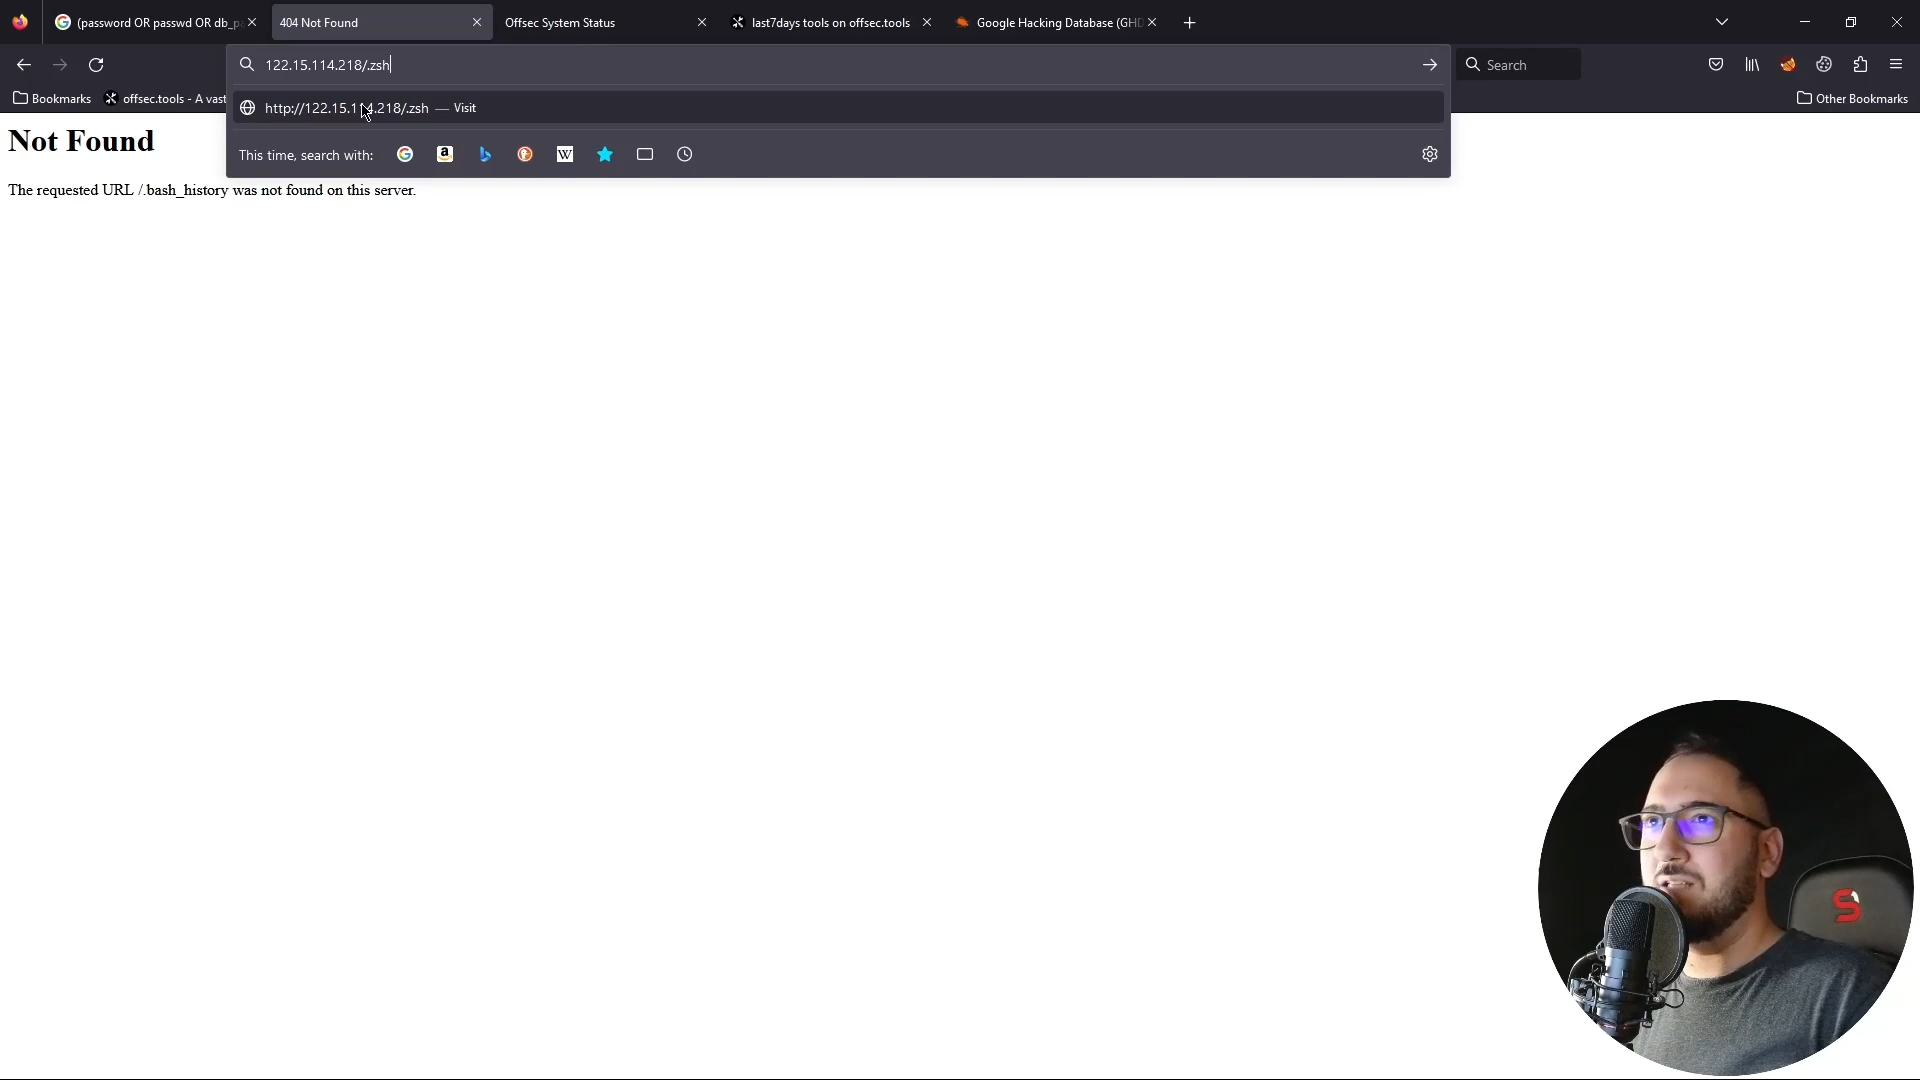 (password OR passwd OR db_p
404 Not Found
Offsec System Status
last7days tools on offsec.tools
Google Hacking Database (GHD
122.15.114.218/.zsh
Search
Bookmarks
offsec.tools - A vast
Other Bookmarks
http://122.15.114.218/.zsh — Visit
This time, search with:
Not Found
The requested URL /.bash_history was not found on this server.